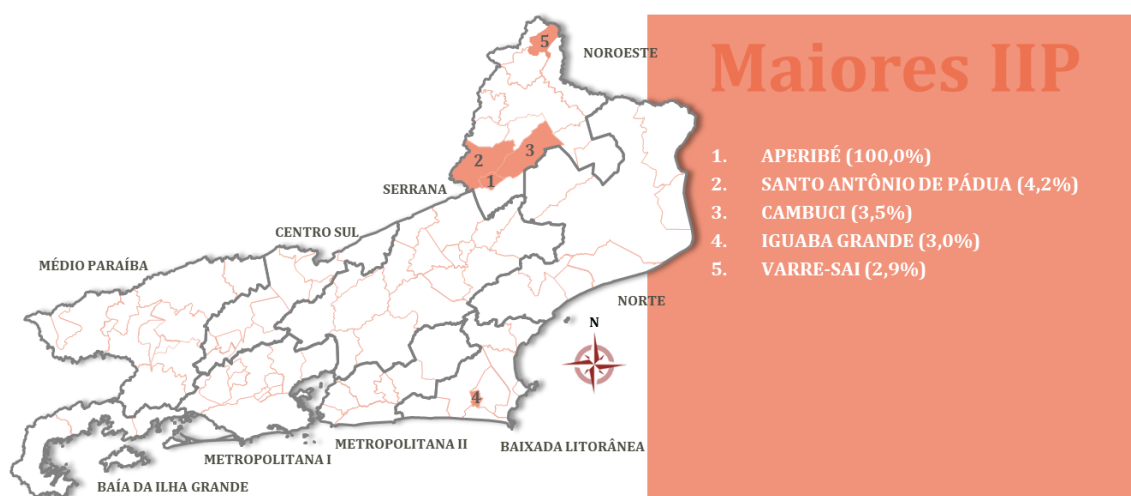 Maiores IIP
1. APERIBÉ (100,0%)
2. SANTO ANTÔNIO DE PÁDUA (4,2%)
3. CAMBUCI (3,5%)
4. IGUABA GRANDE (3,0%)
5. VARRE-SAI (2,9%)
5
NOROESTE
3
2
1
SERRANA
CENTRO SUL
MÉDIO PARAÍBA
NORTE
N
4
METROPOLITANA II
BAIXADA LITORÂNEA
METROPOLITANA I
BAÍA DA ILHA GRANDE